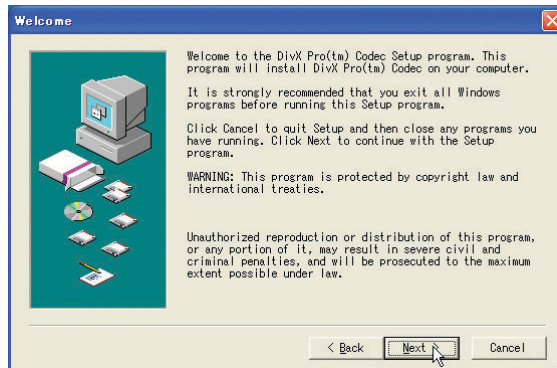 Welcome
Welcome to the DivX Pro(tm) Codec Setup program. This
program will install DivX Pro(tm) Codec on your computer.
It is strongly recommended that you exit all Windows
programs before running this Setup program.
Click Cancel to quit Setup and then close any programs you
have running. Click Next to continue with the Setup
program.
WARNING: This program is protected by copyright law and
international treaties.
Unauthorized reproduction or distribution of this program,
or any portion of it, may result in severe civil and
criminal penalties, and will be prosecuted to the maximum
extent possible under law.
< Back
Next >
Cancel